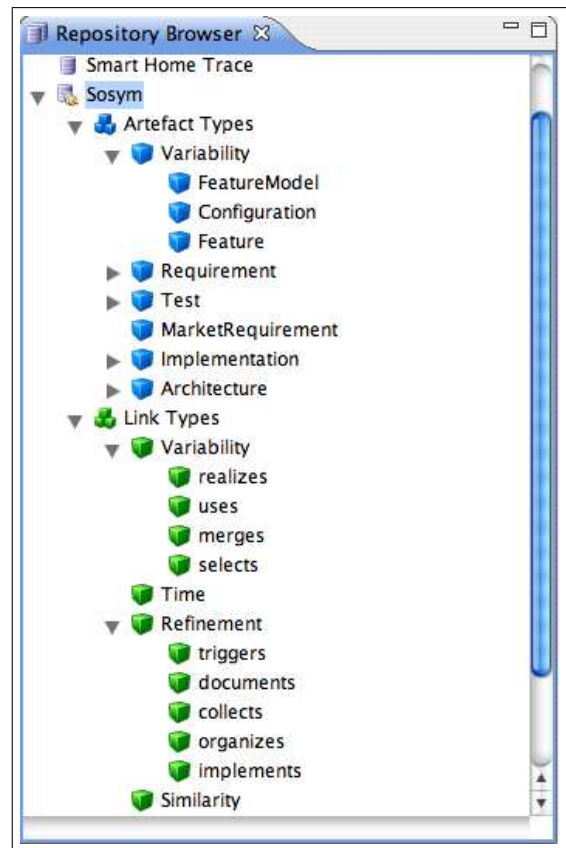 Repository Browser
Smart Home Trace
Sosym
Artefact Types
Variability
FeatureModel
Configuration
Feature
Requirement
Test
MarketRequirement
Implementation
Architecture
Link Types
Variability
realizes
uses
merges
selects
Time
Refinement
triggers
documents
collects
organizes
implements
Similarity